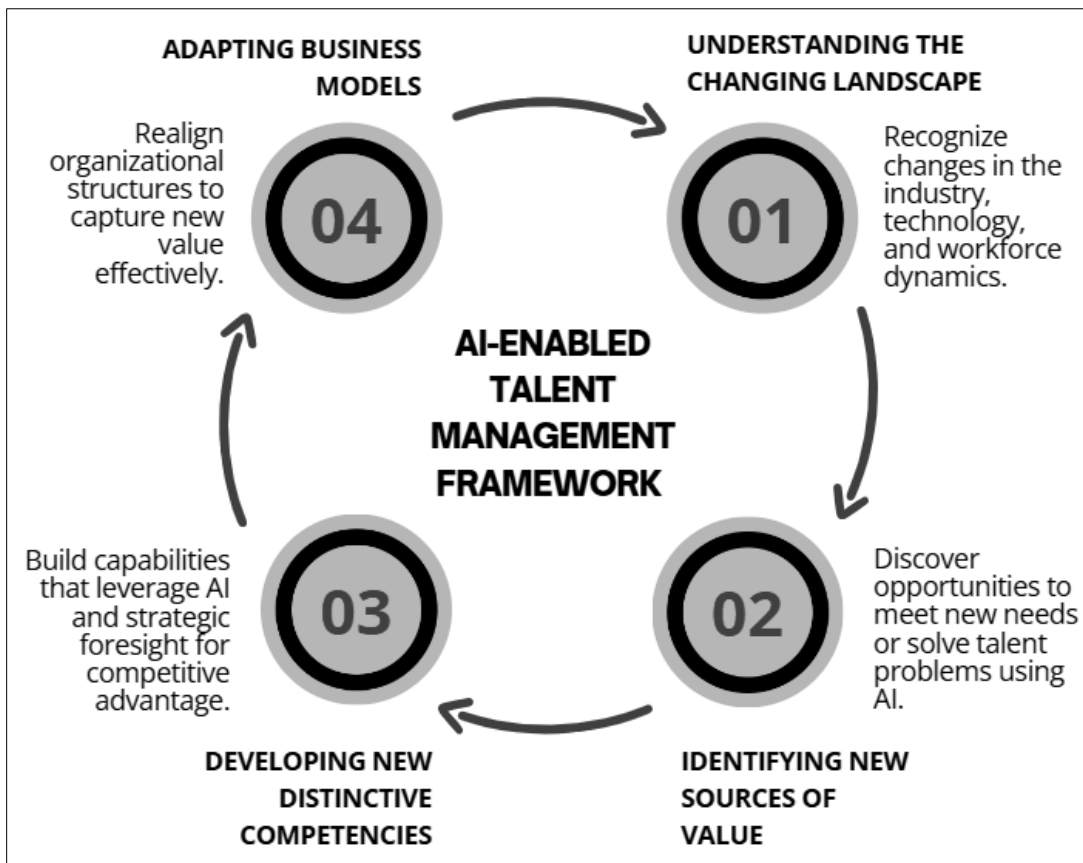 ADAPTING BUSINESS
MODELS
Realign
organizational
structures to
capture new
value
effectively.
04
UNDERSTANDING THE
CHANGING LANDSCAPE
01
Recognize
changes in the
industry,
technology,
and workforce
dynamics.
AI-ENABLED
TALENT
MANAGEMENT
FRAMEWORK
Build capabilities
that leverage AI
and strategic
foresight for
competitive
advantage.
03
DEVELOPING NEW
DISTINCTIVE
COMPETENCIES
02
Discover
opportunities to
meet new needs
or solve talent
problems using
AI.
IDENTIFYING NEW
SOURCES OF
VALUE